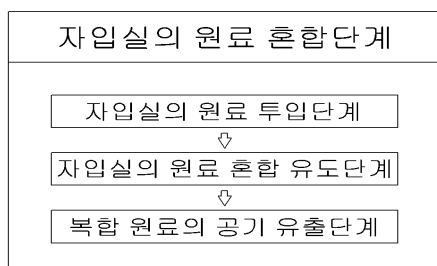 자입실의 원료 혼합단계
자입실의 원료 투입단계
자입실의 원료 혼합 유도단계
복합 원료의 공기 유출단계